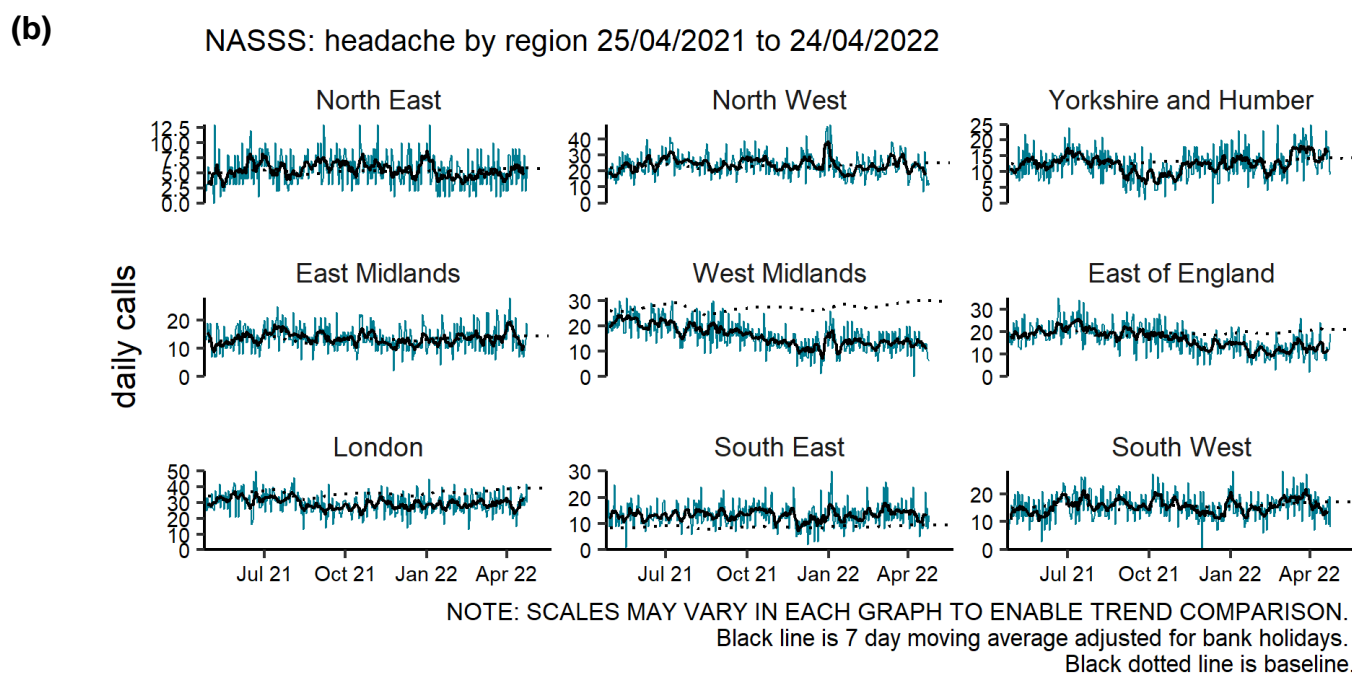 (b)
NASSS: headache by region 25/04/2021 to 24/04/2022
North East
North West
Yorkshire and Humber
12.5
10.0
7.5
5.0
2.5
0.0
40
30
20
10
0
25
20
15
10
5
0
daily calls
East Midlands
West Midlands
East of England
20
10
0
30
20
10
0
30
20
10
0
London
South East
South West
50
40
30
20
10
0
30
20
10
0
20
10
0
Jul 21 Oct 21 Jan 22 Apr 22
Jul 21 Oct 21 Jan 22 Apr 22
Jul 21 Oct 21 Jan 22 Apr 22
NOTE: SCALES MAY VARY IN EACH GRAPH TO ENABLE TREND COMPARISON.
Black line is 7 day moving average adjusted for bank holidays.
Black dotted line is baseline.